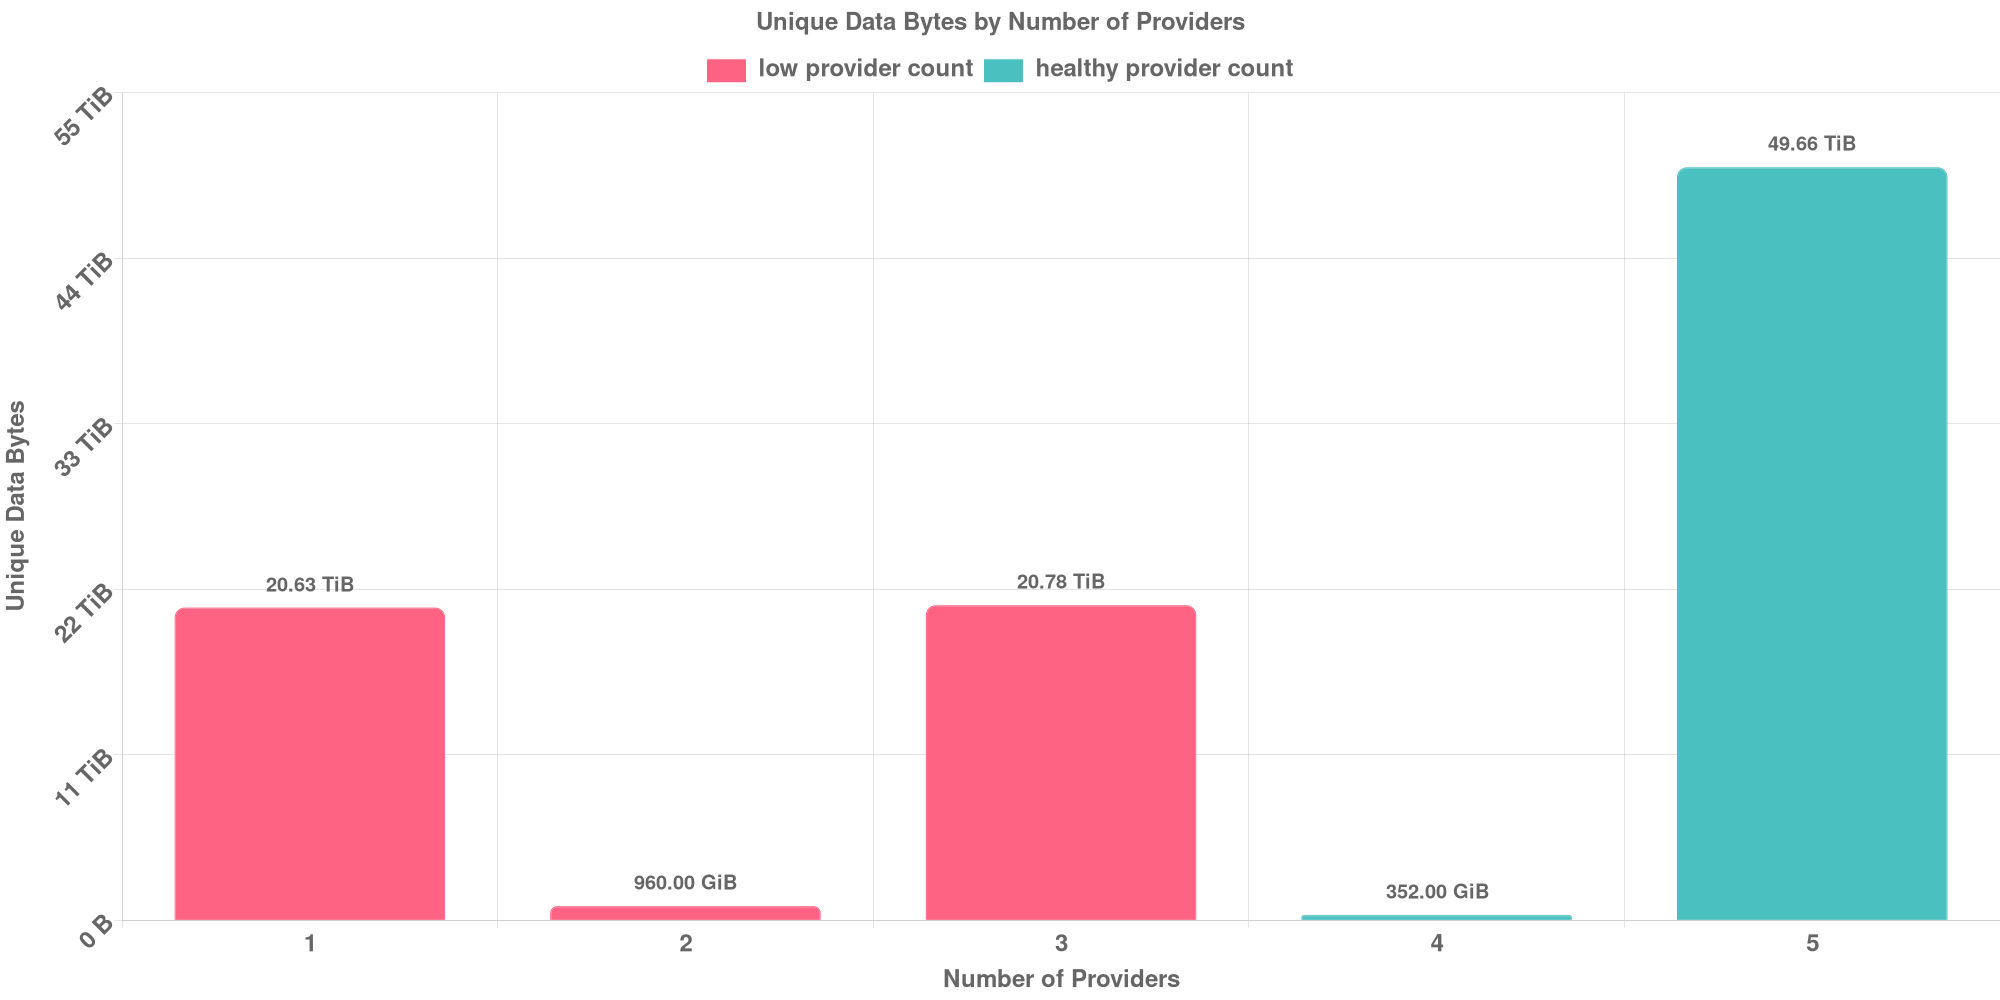 Unique Data Bytes by Number of Providers
low provider count healthy provider count
55 TiB
44 TiB
33 TiB
22 TiB
11 TiB
0 B
Unique Data Bytes
20.63 TiB
960.00 GiB
20.78 TiB
352.00 GiB
49.66 TiB
1 2 3 4 5
Number of Providers